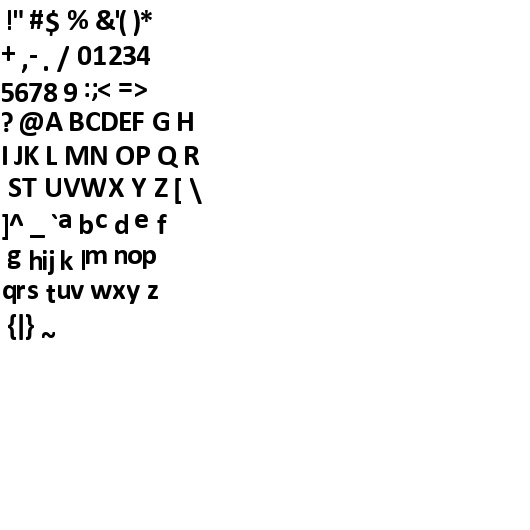 !" #$ % &'( )*
+ ,- . / 01234
5678 9 :;< =>
? @A BCDEF G H
I JK L MN OP Q R
ST UVWX Y Z [ \
]^ _ `a bc d e f
g hij k lm nop
qrs tuv wxy z
{|} ~